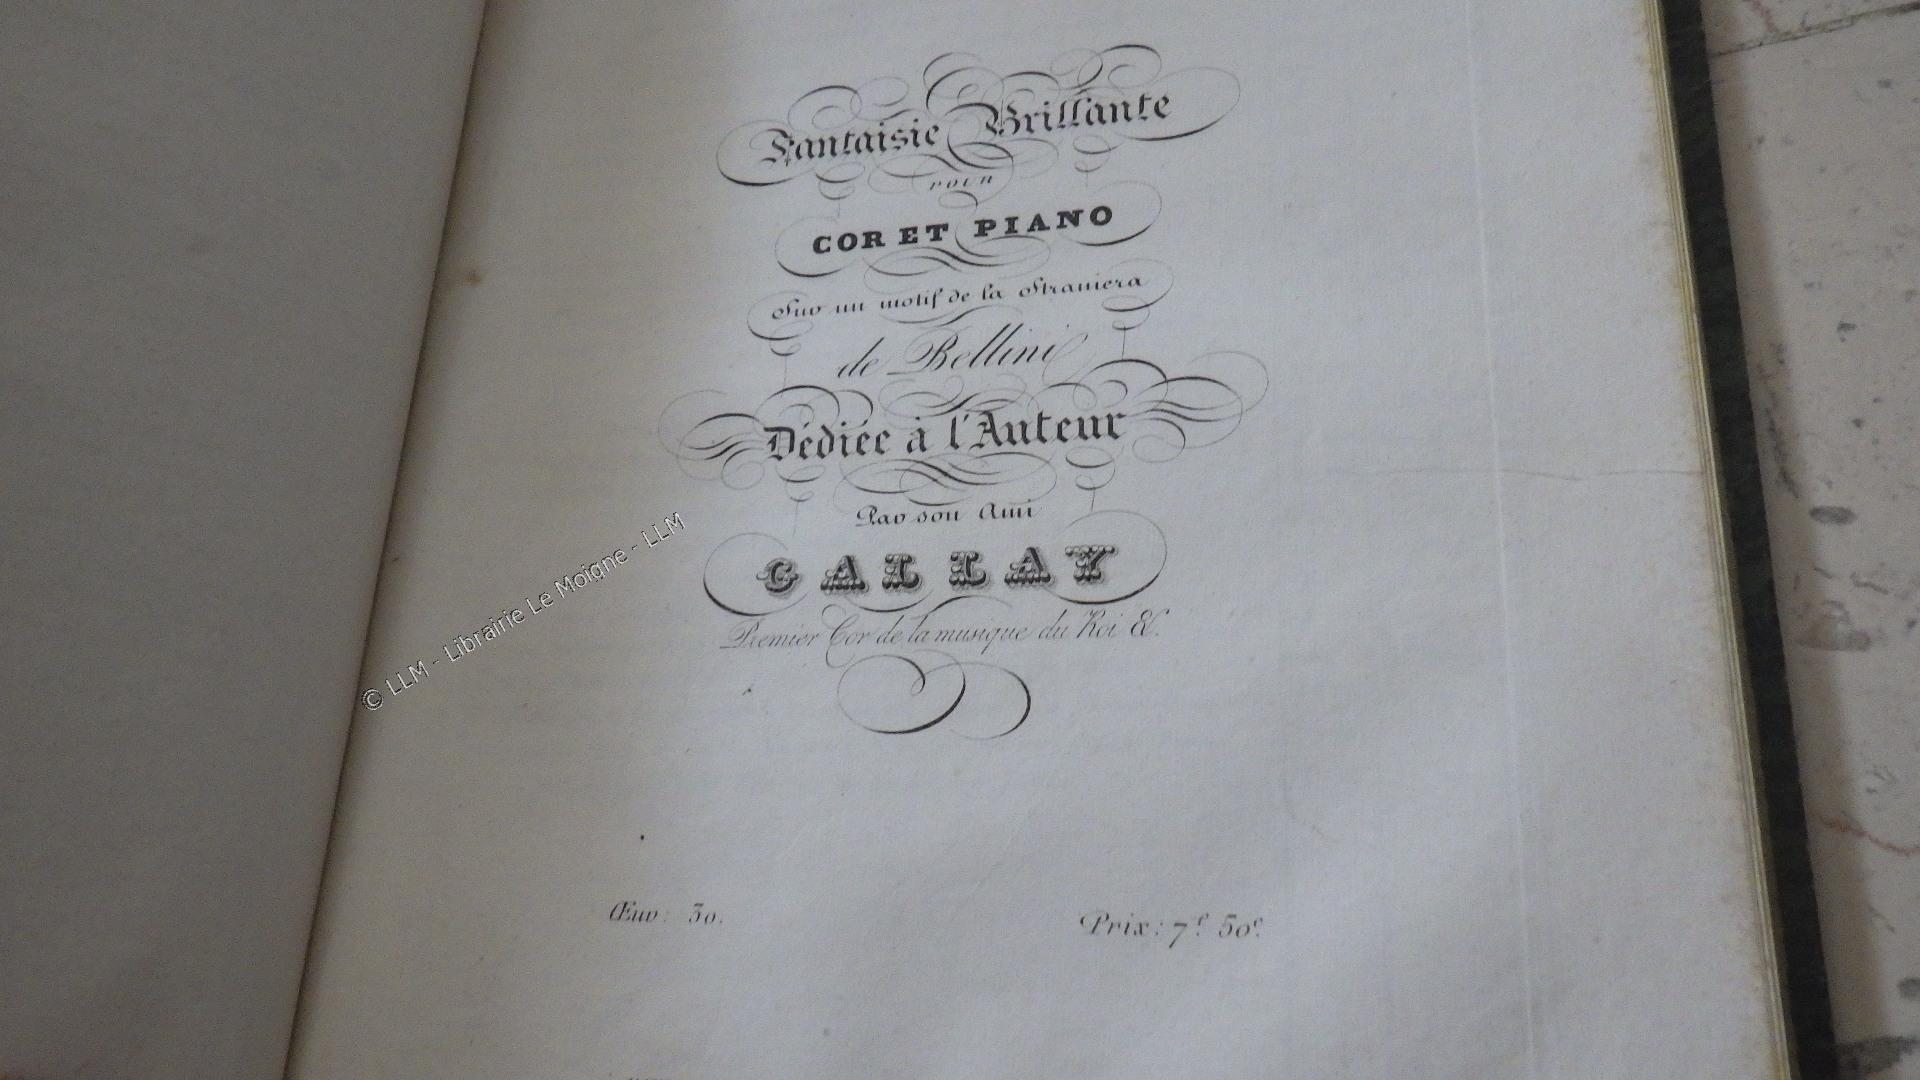 Fantaisie Brillante
POUR
COR ET PIANO
Sur un motif de la Straniera
de Bellini
Dédiée à l'Auteur
Par son Ami
GALLAY
Premier Cor de la musique du Roi &c.
Œuv: 30.
Prix: 7f. 50c.
© LLM - Librairie Le Moigne - LLM